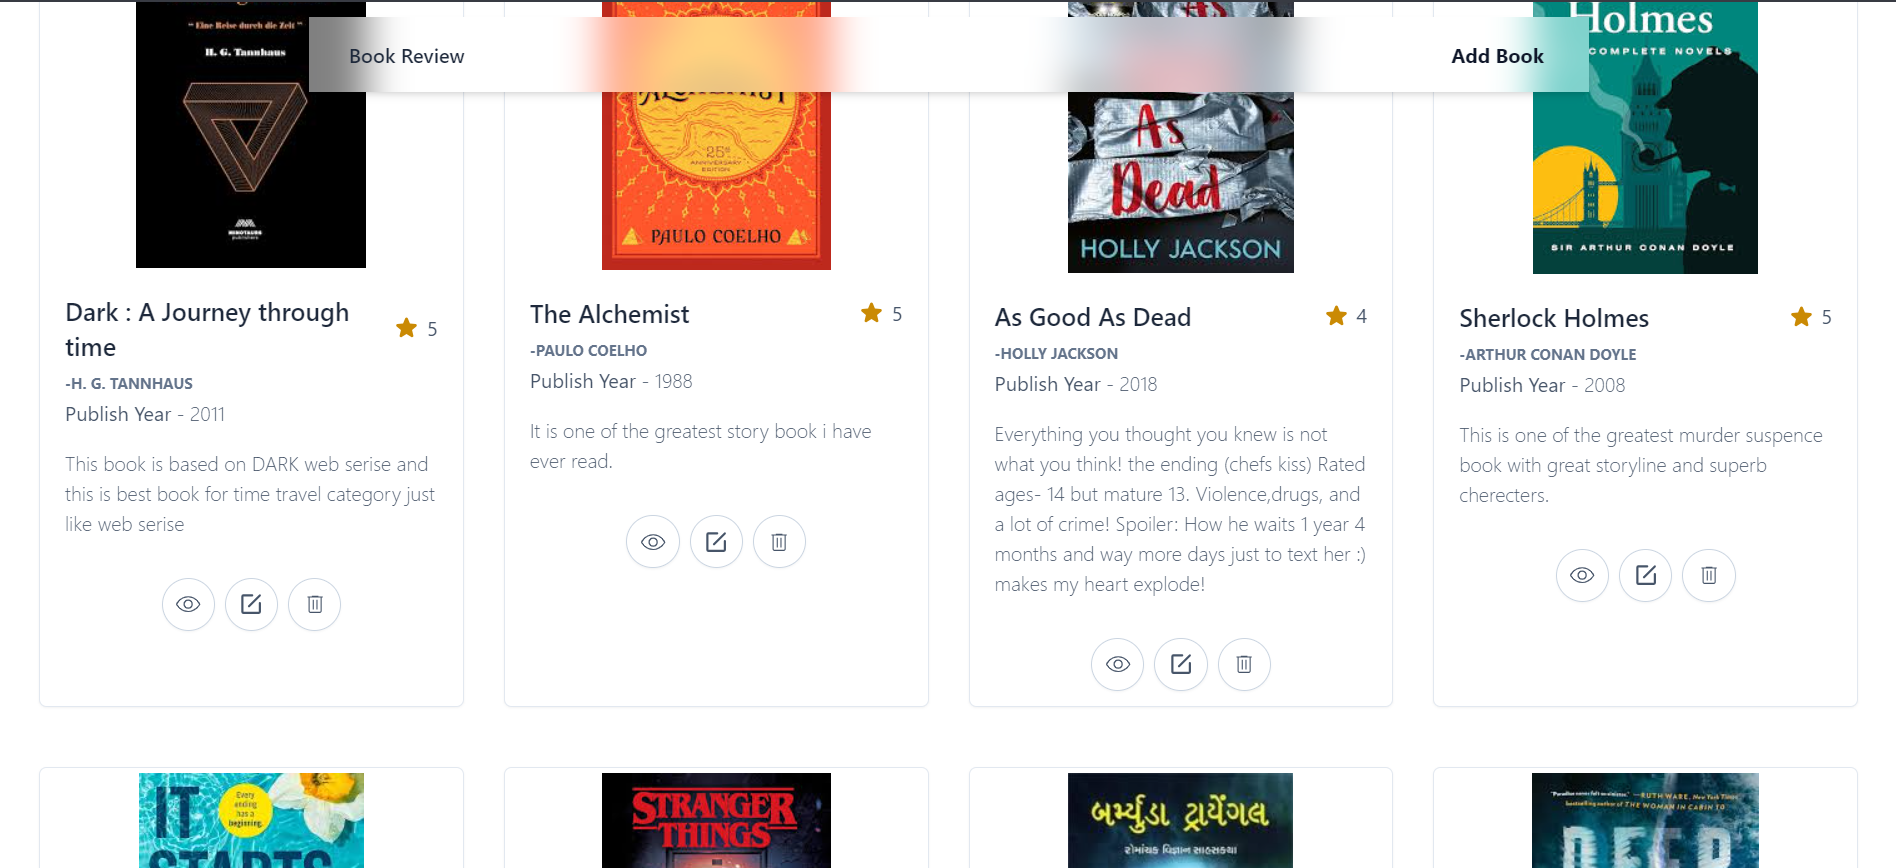 “ Eine Reise durch die Zeit ”
H. G. Tannhaus
MINOTAURS
publishers
Book Review
Add Book
ALCHEMIST
25th
ANNIVERSARY
EDITION
PAULO COELHO
As
As
Dead
HOLLY JACKSON
Holmes
COMPLETE NOVELS
SIR ARTHUR CONAN DOYLE
Dark : A Journey through
time
5
-H. G. TANNHAUS
Publish Year - 2011
This book is based on DARK web serise and
this is best book for time travel category just
like web serise
The Alchemist
5
-PAULO COELHO
Publish Year - 1988
It is one of the greatest story book i have
ever read.
As Good As Dead
4
-HOLLY JACKSON
Publish Year - 2018
Everything you thought you knew is not
what you think! the ending (chefs kiss) Rated
ages- 14 but mature 13. Violence,drugs, and
a lot of crime! Spoiler: How he waits 1 year 4
months and way more days just to text her :)
makes my heart explode!
Sherlock Holmes
5
-ARTHUR CONAN DOYLE
Publish Year - 2008
This is one of the greatest murder suspence
book with great storyline and superb
cherecters.
IT
STARTS
Every
ending
has a
beginning.
STRANGER
THINGS
બર્મ્યુડા ટ્રાયેંગલ
રોમાંચક વિજ્ઞાન સાહસકથા
—RUTH WARE, New York Times
bestselling author of THE WOMAN IN CABIN 10
DEEP